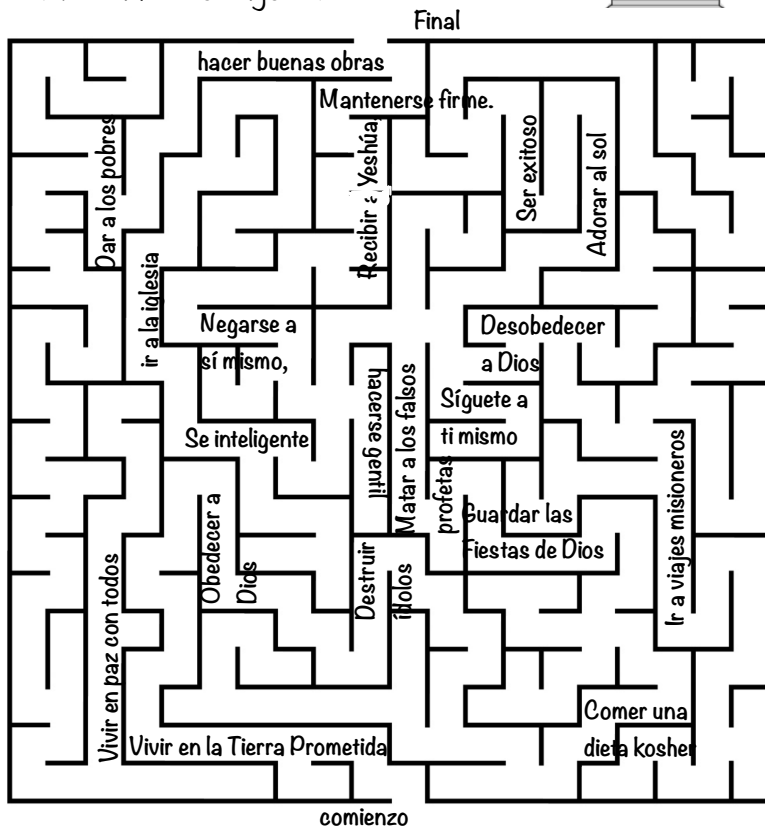 Final
hacer buenas obras
Mantenerse firme.
Dar a los pobres
Recibir a Yeshúa,
Ser exitoso
Adorar al sol
ir a la iglesia
Negarse a
sí mismo,
Desobedecer
a Dios
hacerse gentil
Matar a los falsos
profetas
Síguete a
ti mismo
Se inteligente
Ir a viajes misioneros
Obedecer a
Dios
Guardar las
Fiestas de Dios
Destruir
ídolos
Vivir en paz con todos
Comer una
dieta kosher
Vivir en la Tierra Prometida
comienzo